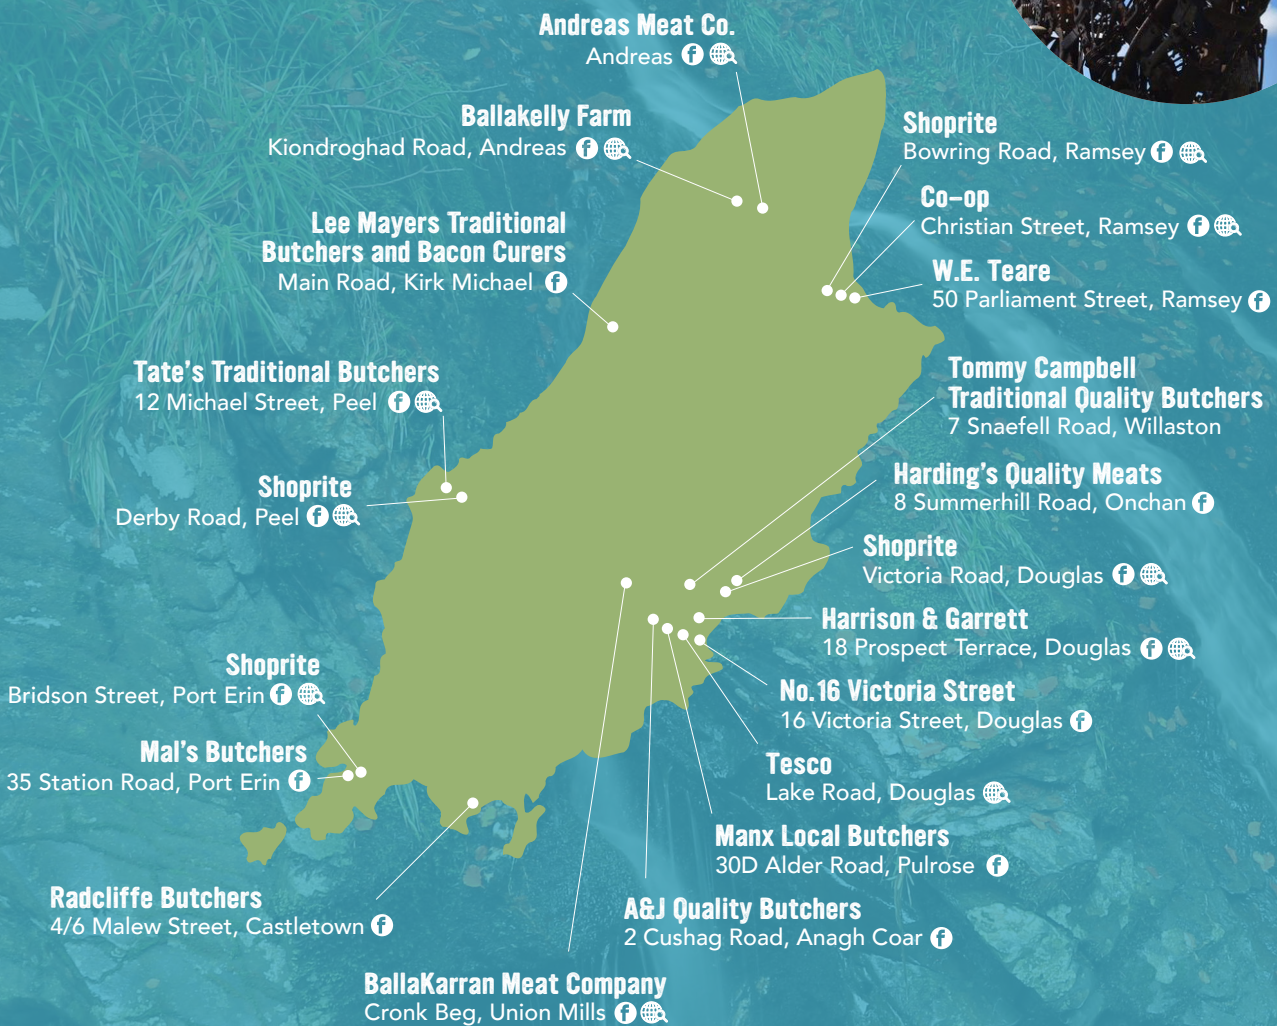 Andreas Meat Co.
Andreas
Ballakelly Farm
Kiondroghad Road, Andreas
Lee Mayers Traditional
Butchers and Bacon Curers
Main Road, Kirk Michael
Tate's Traditional Butchers
12 Michael Street, Peel
Shoprite
Derby Road, Peel
Shoprite
Bridson Street, Port Erin
Mal's Butchers
35 Station Road, Port Erin
Radcliffe Butchers
4/6 Malew Street, Castletown
BallaKarran Meat Company
Cronk Beg, Union Mills
Shoprite
Bowring Road, Ramsey
Co-op
Christian Street, Ramsey
W.E. Teare
50 Parliament Street, Ramsey
Tommy Campbell
Traditional Quality Butchers
7 Snaefell Road, Willaston
Harding's Quality Meats
8 Summerhill Road, Onchan
Shoprite
Victoria Road, Douglas
Harrison & Garrett
18 Prospect Terrace, Douglas
No.16 Victoria Street
16 Victoria Street, Douglas
Tesco
Lake Road, Douglas
Manx Local Butchers
30D Alder Road, Pulrose
A&J Quality Butchers
2 Cushag Road, Anagh Coar